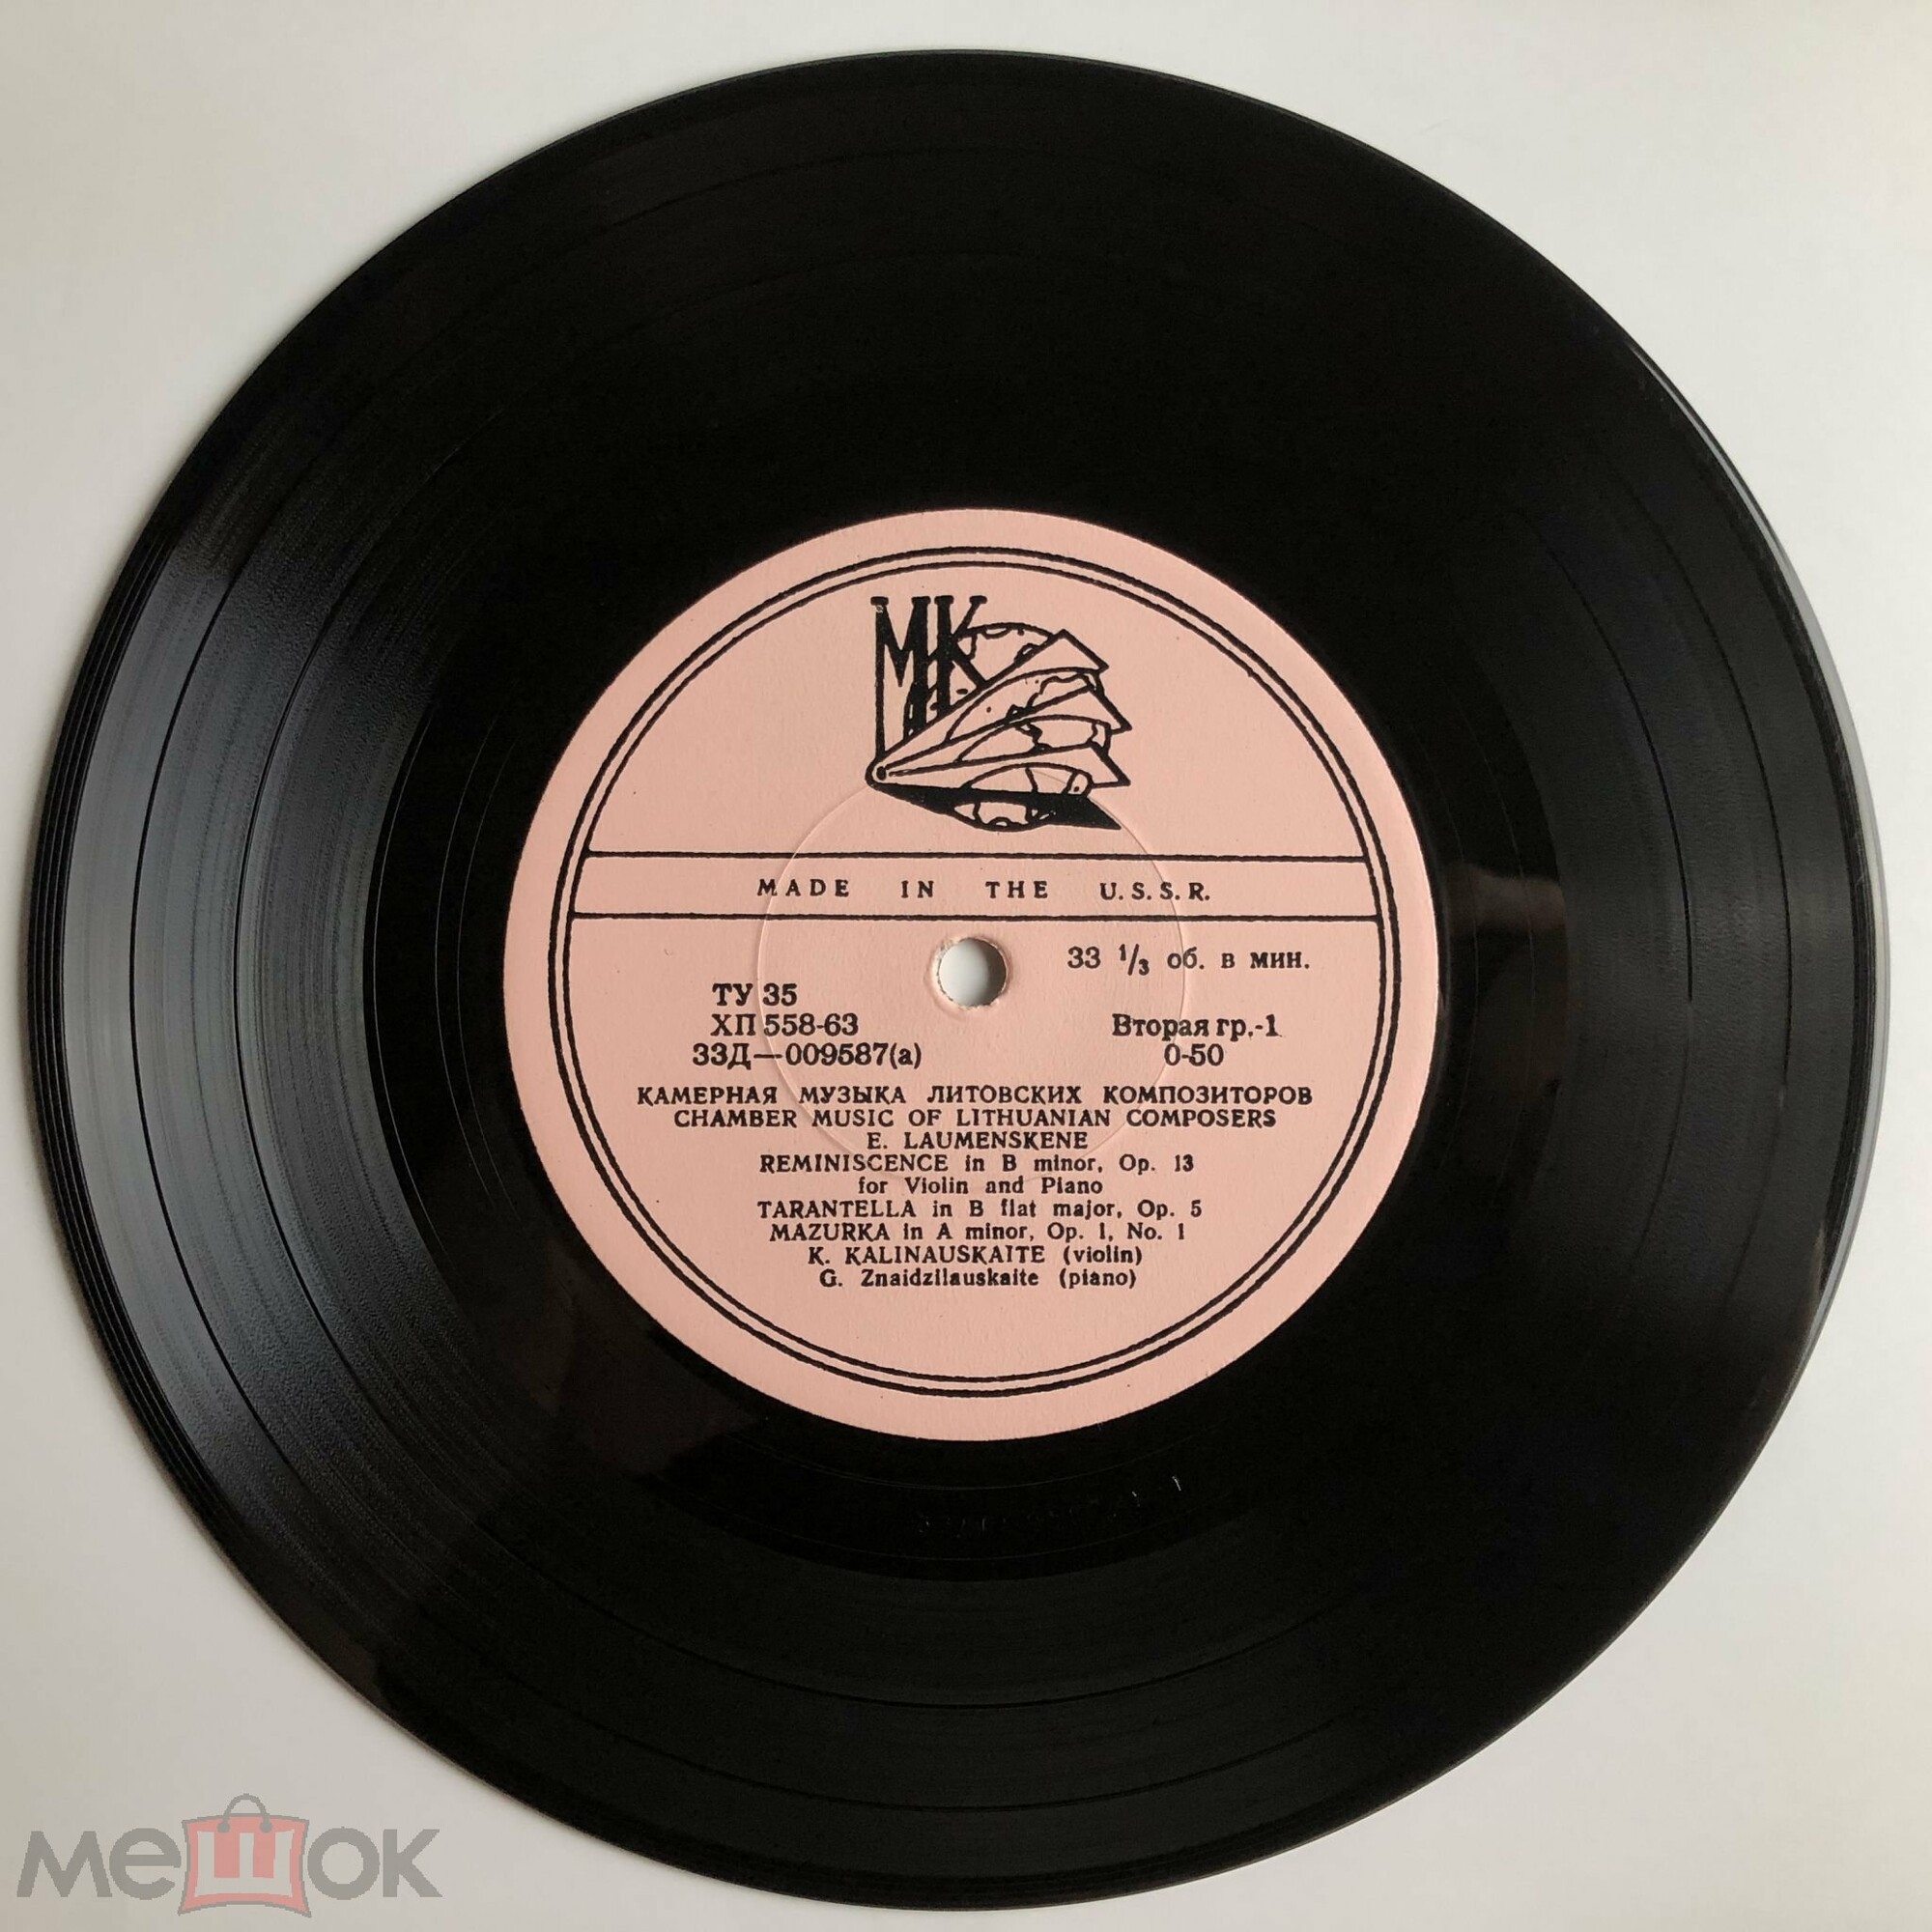 МК
MADE IN THE U.S.S.R.
33 1/3 об. в мин.
ТУ 35
ХП 558-63
Вторая гр.-1
33Д—009587(а)
0-50
КАМЕРНАЯ МУЗЫКА ЛИТОВСКИХ КОМПОЗИТОРОВ
CHAMBER MUSIC OF LITHUANIAN COMPOSERS
E. LAUMENSKENE
REMINISCENCE in B minor, Op. 13
for Violin and Piano
TARANTELLA in B flat major, Op. 5
MAZURKA in A minor, Op. 1, No. 1
K. KALINAUSKAITE (violin)
G. Znaidzilauskaite (piano)
мешок